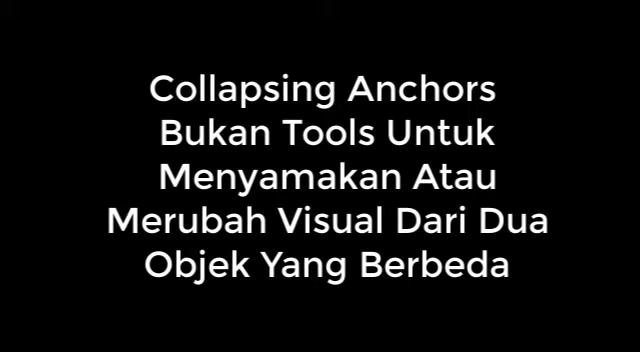 Collapsing Anchors
Bukan Tools Untuk
Menyamakan Atau
Merubah Visual Dari Dua
Objek Yang Berbeda